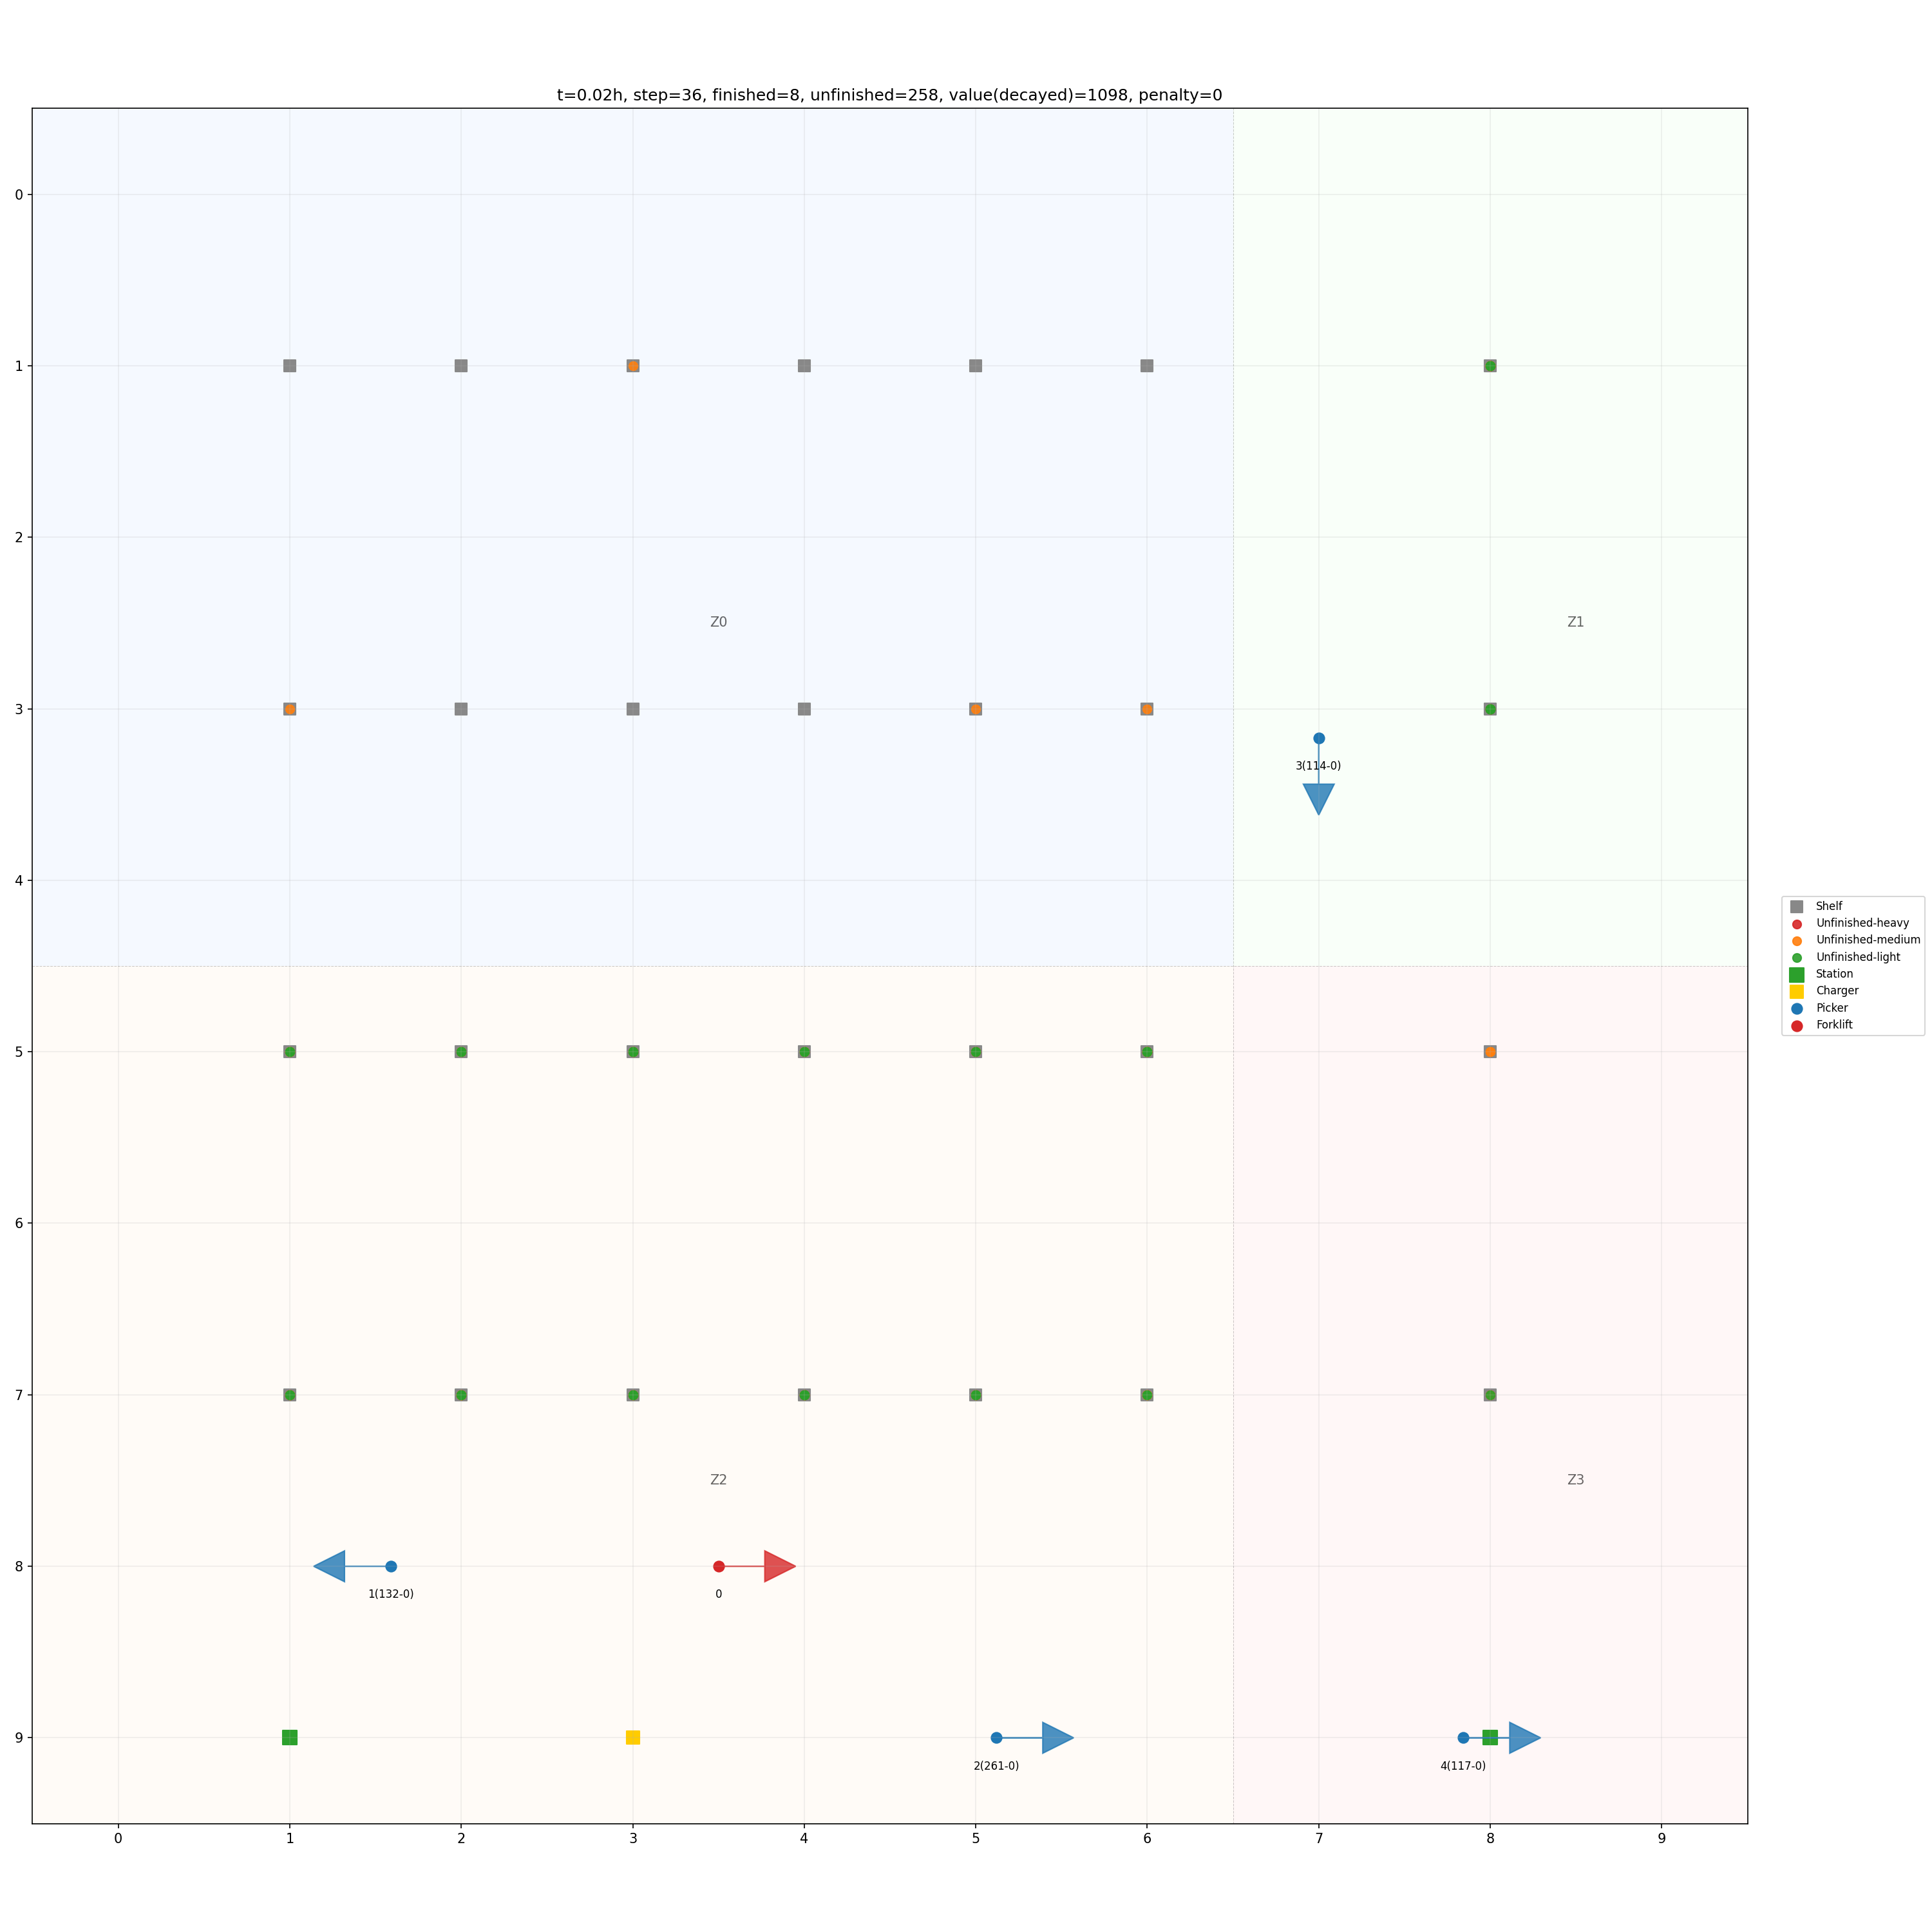 t=0.02h, step=36, finished=8, unfinished=258, value(decayed)=1098, penalty=0
0
1
2
Z0
Z1
3
3(114-0)
4
Shelf
Unfinished-heavy
Unfinished-medium
Unfinished-light
Station
Charger
Picker
Forklift
5
6
7
Z2
Z3
8
1(132-0)
0
9
2(261-0)
4(117-0)
0 1 2 3 4 5 6 7 8 9